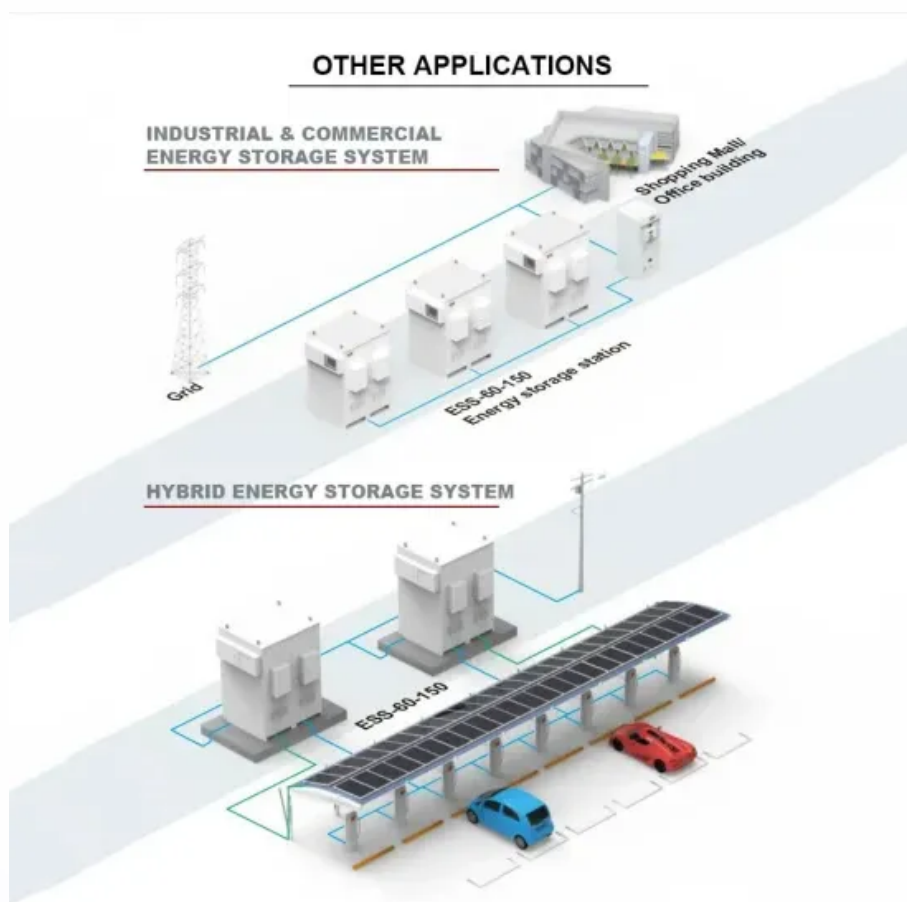 OTHER APPLICATIONS
INDUSTRIAL & COMMERCIAL
ENERGY STORAGE SYSTEM
Shopping Mall/
Office building
Grid
ESS-60-150
Energy storage station
HYBRID ENERGY STORAGE SYSTEM
ESS-60-150